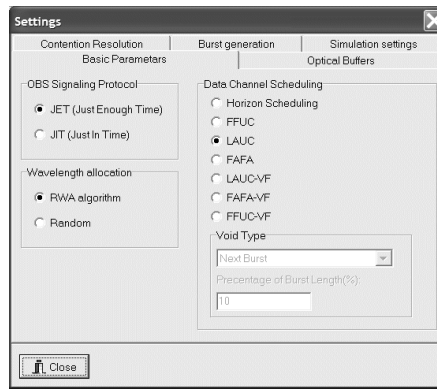 Settings
Contention Resolution
Burst generation
Simulation settings
Basic Parametars
Optical Buffers
OBS Signaling Protocol
JET (Just Enough Time)
JIT (Just In Time)
Wavelength allocation
RWA algorithm
Random
Data Channel Scheduling
Horizon Scheduling
FFUC
LAUC
FAFA
LAUC-VF
FAFA-VF
FFUC-VF
Void Type
Next Burst
Precentage of Burst Length(%):
10
Close